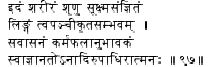 इदं शरीरं शृणु सूक्ष्मसंज्ञितं
लिङ्गं त्वपञ्चीकृतसम्भवम् ।
सवासनं कर्मफलानुभावकं
स्वाज्ञानतोऽनादिरुपाधिरात्मनः ॥९७॥